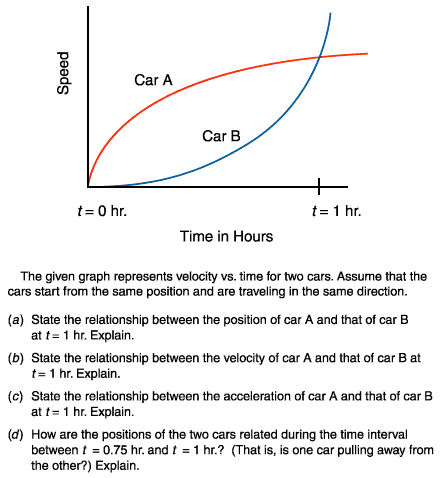 Speed
Car A
Car B
t = 0 hr.
t = 1 hr.
Time in Hours
The given graph represents velocity vs. time for two cars. Assume that the
cars start from the same position and are traveling in the same direction.
(a) State the relationship between the position of car A and that of car B
at t = 1 hr. Explain.
(b) State the relationship between the velocity of car A and that of car B at
t = 1 hr. Explain.
(c) State the relationship between the acceleration of car A and that of car B
at t = 1 hr. Explain.
(d) How are the positions of the two cars related during the time interval
between t = 0.75 hr. and t = 1 hr.? (That is, is one car pulling away from
the other?) Explain.